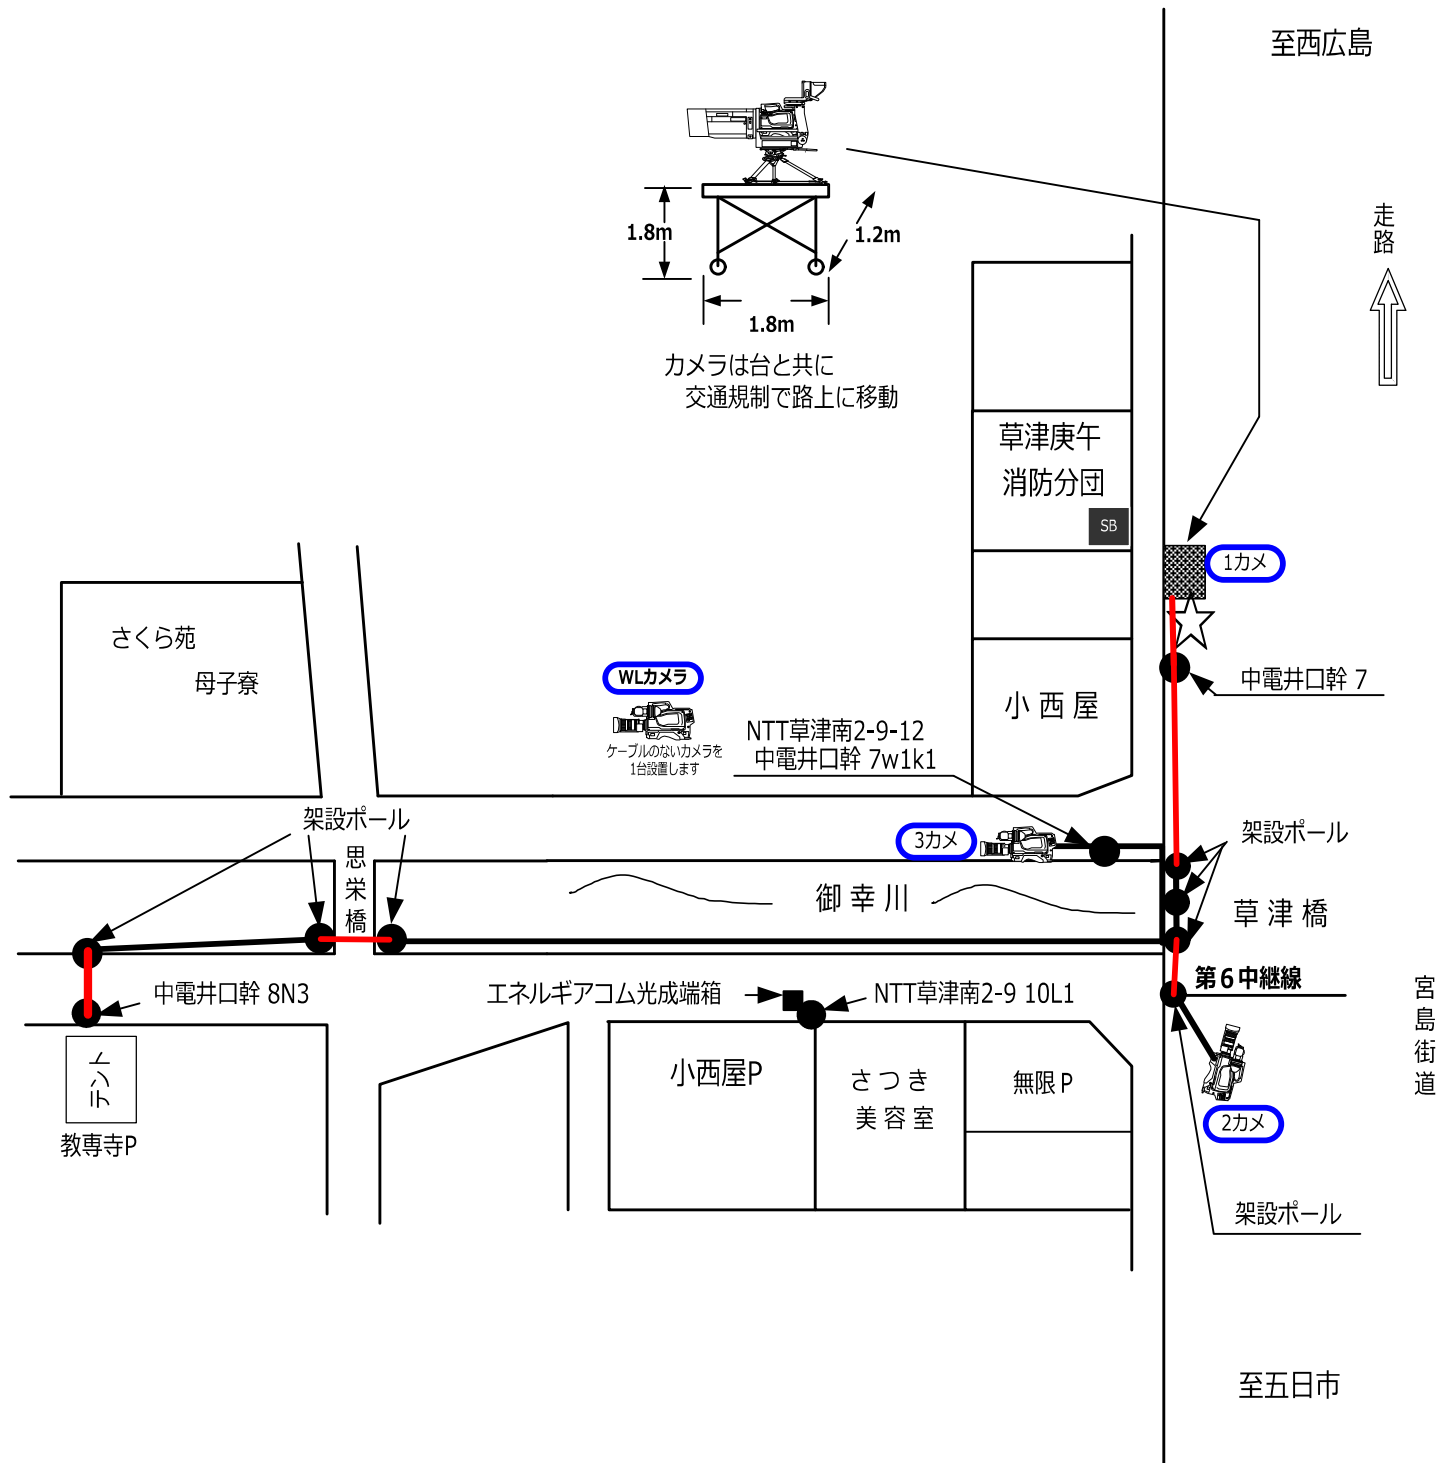 至西広島
走路
1.8m
1.2m
1.8m
カメラは台と共に
交通規制で路上に移動
草津庚午
消防分団
SB
1カメ
さくら苑
母子寮
WLカメラ
ケーブルのないカメラを
1台設置します
NTT草津南2-9-12
中電井口幹 7w1k1
小西屋
中電井口幹 7
架設ポール
思栄橋
3カメ
御幸川
架設ポール
草津橋
中電井口幹 8N3
エネルギアコム光成端箱
NTT草津南2-9 10L1
第6中継線
宮島街道
テント
教専寺P
小西屋P
さつき
美容室
無限P
2カメ
架設ポール
至五日市